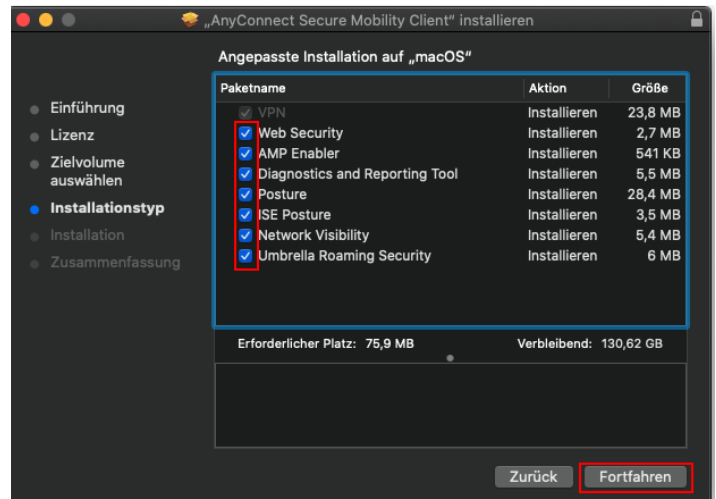 „AnyConnect Secure Mobility Client“ installieren
Angepasste Installation auf „macOS“
Einführung
Lizenz
Zielvolume
auswählen
Installationstyp
Installation
Zusammenfassung
Paketname Aktion Größe
VPN Installieren 23,8 MB
Web Security Installieren 2,7 MB
AMP Enabler Installieren 541 KB
Diagnostics and Reporting Tool Installieren 5,5 MB
Posture Installieren 28,4 MB
ISE Posture Installieren 3,5 MB
Network Visibility Installieren 5,4 MB
Umbrella Roaming Security Installieren 6 MB
Erforderlicher Platz: 75,9 MB Verbleibend: 130,62 GB
Zurück Fortfahren